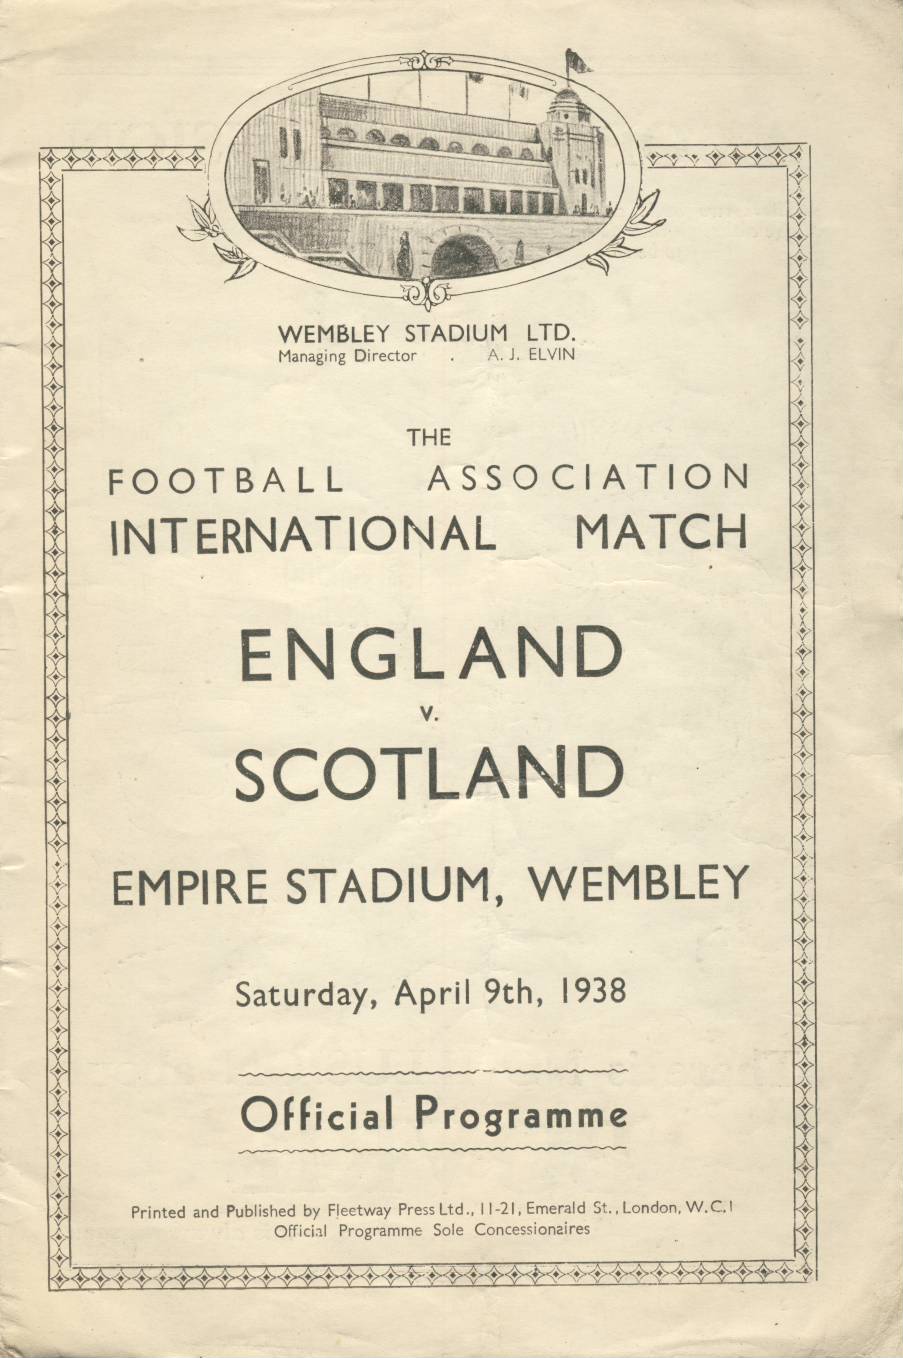 WEMBLEY STADIUM LTD.
Managing Director . A. J. ELVIN
THE
FOOTBALL ASSOCIATION
INTERNATIONAL MATCH
ENGLAND
v.
SCOTLAND
EMPIRE STADIUM, WEMBLEY
Saturday, April 9th, 1938
Official Programme
Printed and Published by Fleetway Press Ltd., 11-21, Emerald St., London, W.C.1
Official Programme Sole Concessionaires